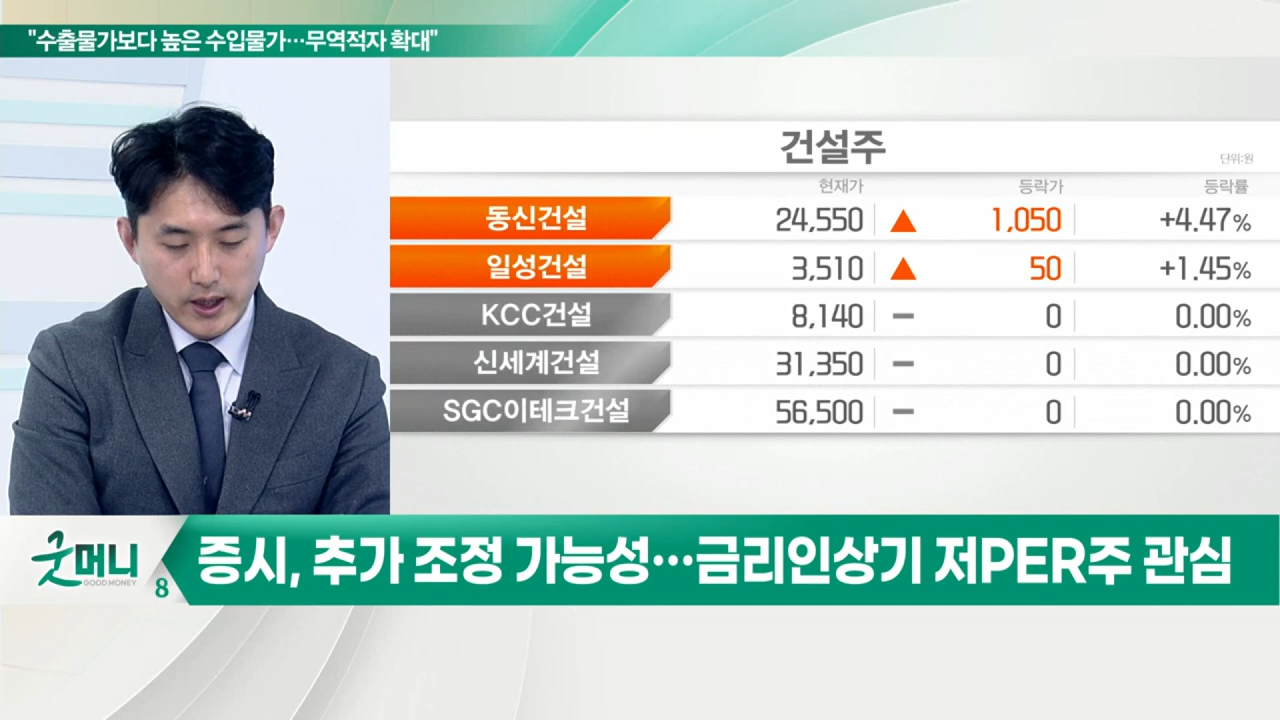 "수출물가보다 높은 수입물가…무역적자 확대"
건설주
단위:원
현재가 등락가 등락률
동신건설 24,550 ▲ 1,050 +4.47%
일성건설 3,510 ▲ 50 +1.45%
KCC건설 8,140 - 0 0.00%
신세계건설 31,350 - 0 0.00%
SGC이테크건설 56,500 - 0 0.00%
굿머니
GOOD MONEY
8
증시, 추가 조정 가능성…금리인상기 저PER주 관심